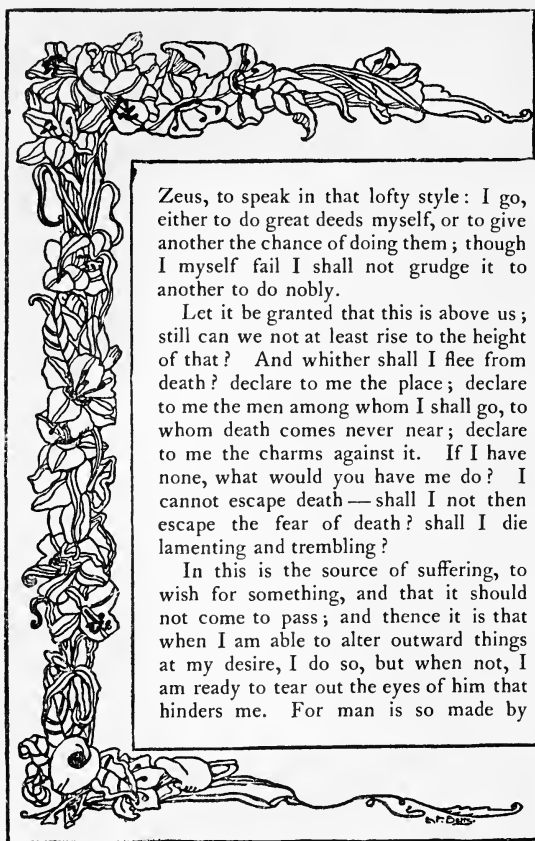 Zeus, to speak in that lofty style: I go,
either to do great deeds myself, or to give
another the chance of doing them; though
I myself fail I shall not grudge it to
another to do nobly.
Let it be granted that this is above us;
still can we not at least rise to the height
of that? And whither shall I flee from
death? declare to me the place; declare
to me the men among whom I shall go, to
whom death comes never near; declare
to me the charms against it. If I have
none, what would you have me do? I
cannot escape death — shall I not then
escape the fear of death? shall I die
lamenting and trembling?
In this is the source of suffering, to
wish for something, and that it should
not come to pass; and thence it is that
when I am able to alter outward things
at my desire, I do so, but when not, I
am ready to tear out the eyes of him that
hinders me. For man is so made by